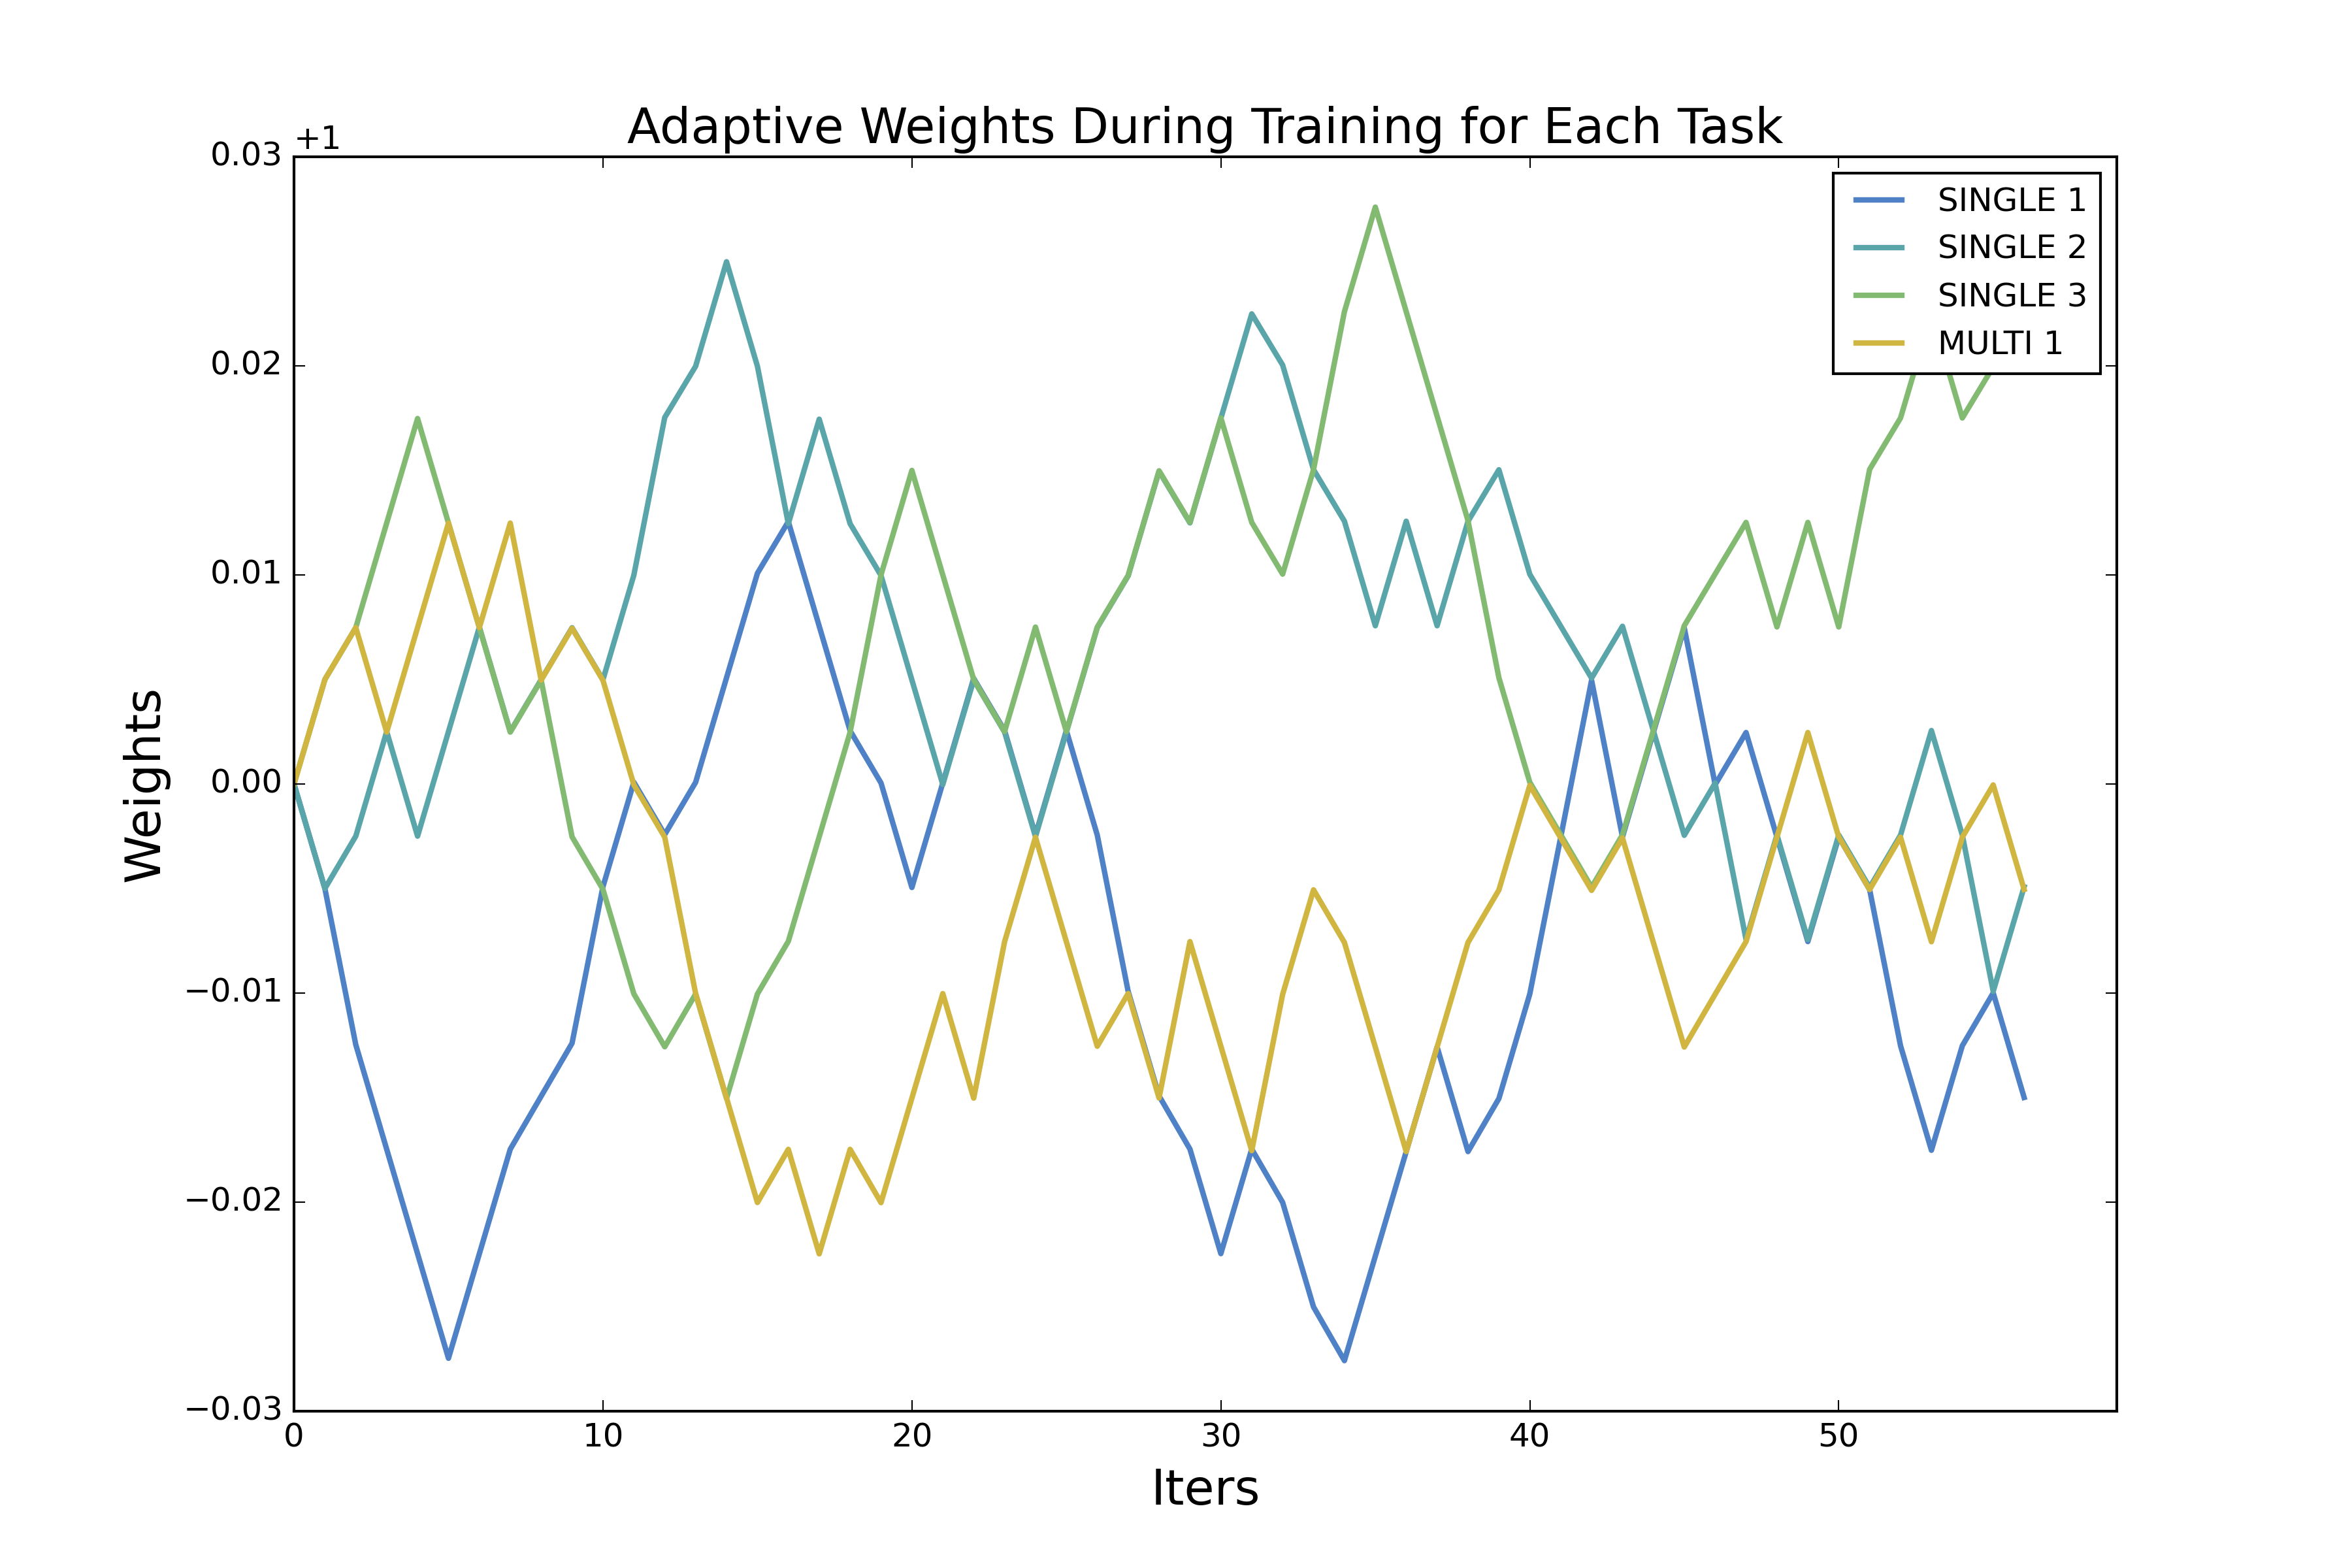 Adaptive Weights During Training for Each Task
+1
0.03
0.02
0.01
0.00
−0.01
−0.02
−0.03
Weights
0 10 20 30 40 50
Iters
SINGLE 1
SINGLE 2
SINGLE 3
MULTI 1